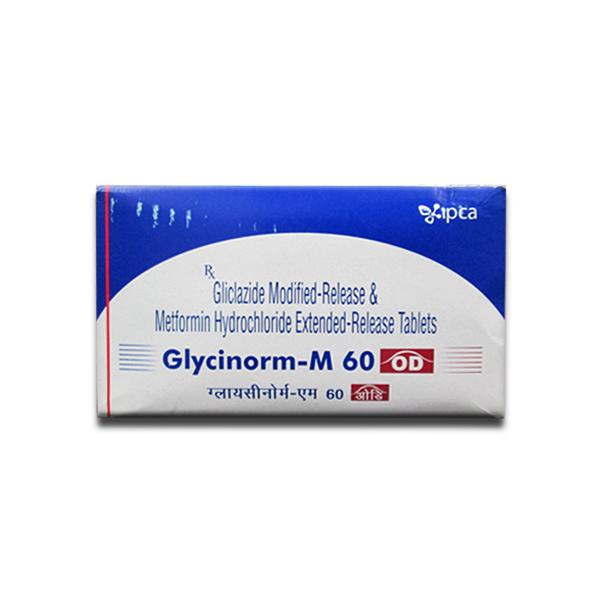 ipca
Rx
Gliclazide Modified-Release &
Metformin Hydrochloride Extended-Release Tablets
Glycinorm-M 60 OD
ग्लायसीनोर्म-एम 60 ओडि